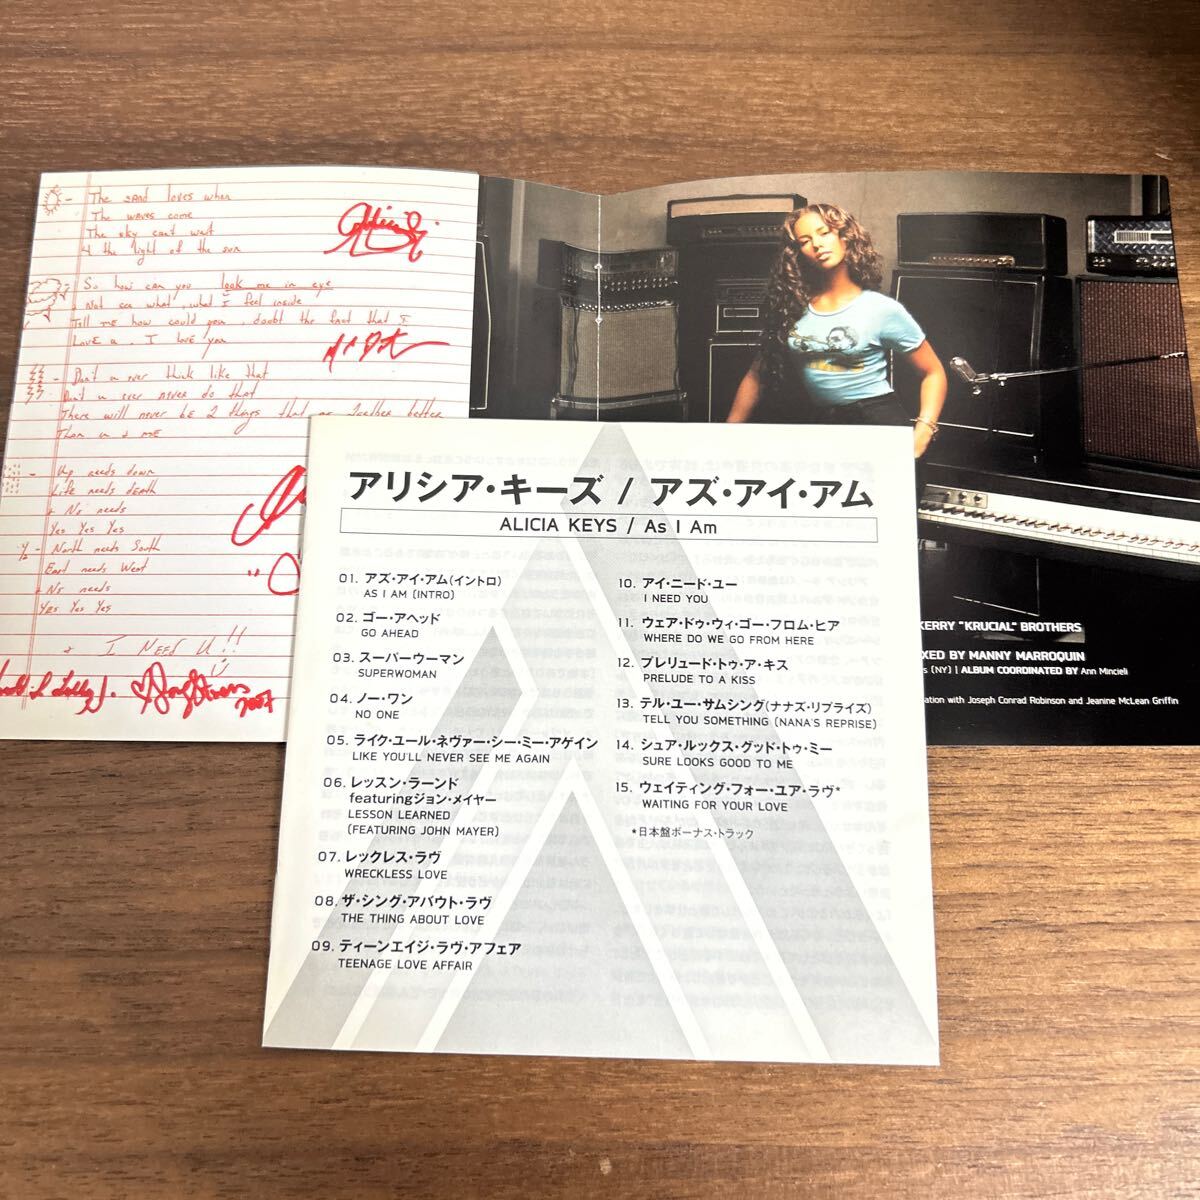 The sand loves when
The waves come
The sky can't wait
4 the light of the sun
So how can you look me in eye
Not see what, what I feel inside
Tell me how could you, doubt the fact that I
Love u, I love you
Don't u ever think like that
Don't u ever never do that
There will never be 2 things that go 2gether better
Than u & me
Up needs down
Life needs death
& No needs
Yes Yes Yes
North needs South
East needs West
& No needs
Yes Yes Yes
& I Need U!!
2007
KERRY "KRUCIAL" BROTHERS
MIXED BY MANNY MARROQUIN
(NY) | ALBUM COORDINATED BY Ann Mincieli
with Joseph Conrad Robinson and Jeanine McLean Griffin
アリシア・キーズ / アズ・アイ・アム
ALICIA KEYS / As I Am
01. アズ・アイ・アム(イントロ)
AS I AM (INTRO)
02. ゴー・アヘッド
GO AHEAD
03. スーパーウーマン
SUPERWOMAN
04. ノー・ワン
NO ONE
05. ライク・ユール・ネヴァー・シー・ミー・アゲイン
LIKE YOU'LL NEVER SEE ME AGAIN
06. レッスン・ラーンド
featuringジョン・メイヤー
LESSON LEARNED
(FEATURING JOHN MAYER)
07. レックレス・ラヴ
WRECKLESS LOVE
08. ザ・シング・アバウト・ラヴ
THE THING ABOUT LOVE
09. ティーンエイジ・ラヴ・アフェア
TEENAGE LOVE AFFAIR
10. アイ・ニード・ユー
I NEED YOU
11. ウェア・ドゥ・ウィ・ゴー・フロム・ヒア
WHERE DO WE GO FROM HERE
12. プレリュード・トゥ・ア・キス
PRELUDE TO A KISS
13. テル・ユー・サムシング(ナナズ・リプライズ)
TELL YOU SOMETHING (NANA'S REPRISE)
14. シュア・ルックス・グッド・トゥ・ミー
SURE LOOKS GOOD TO ME
15. ウェイティング・フォー・ユア・ラヴ*
WAITING FOR YOUR LOVE
*日本盤ボーナス・トラック